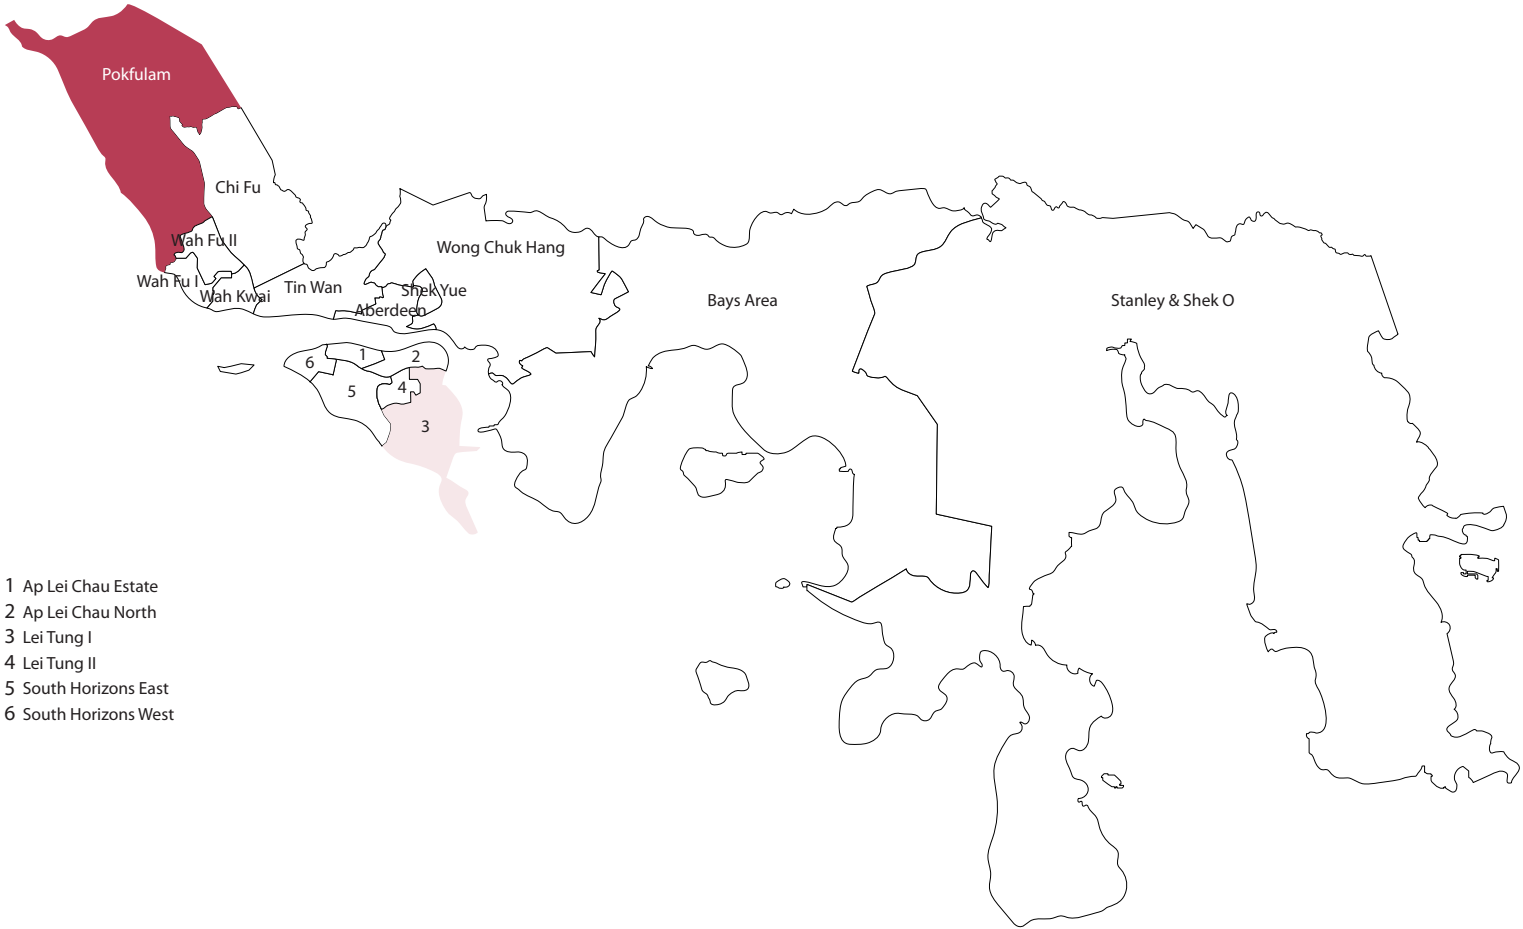 Pokfulam
Chi Fu
Wah Fu II
Wong Chuk Hang
Wah Fu I
Wah Kwai
Tin Wan
Shek Yue
Aberdeen
Bays Area
Stanley & Shek O
1
2
6
5
4
3
1 Ap Lei Chau Estate
2 Ap Lei Chau North
3 Lei Tung I
4 Lei Tung II
5 South Horizons East
6 South Horizons West